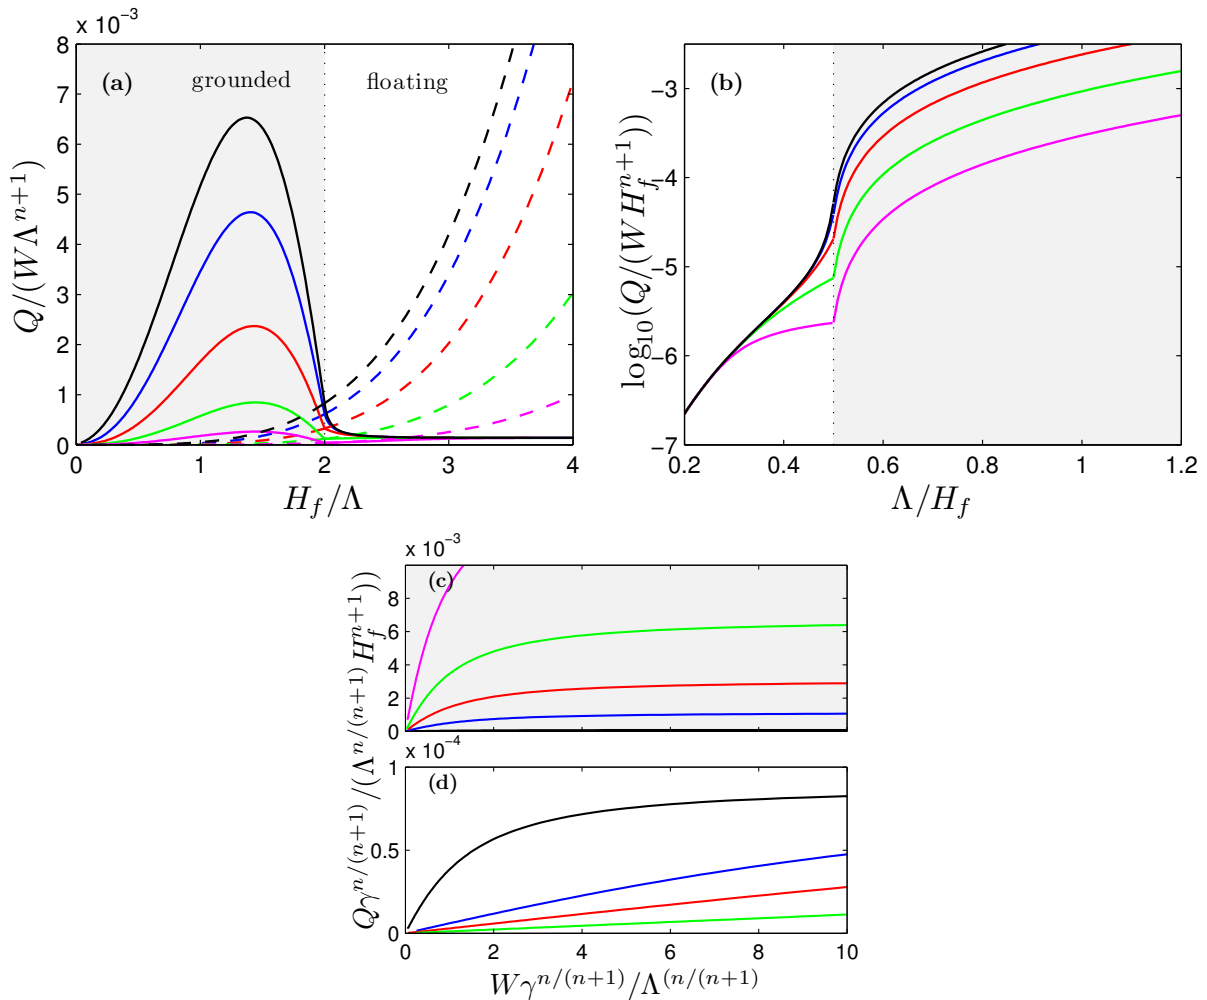 x 10⁻³
8
7
6
5
4
3
2
1
0
0 1 2 3 4
(a) grounded floating
Q/(WΛⁿ⁺¹)
H_f/Λ
(b)
−3
−4
−5
−6
−7
0.2 0.4 0.6 0.8 1 1.2
log₁₀(Q/(WH_f^{n+1}))
Λ/H_f
x 10⁻³
(c)
8
6
4
2
0
x 10⁻⁴
(d)
1
0.5
0
0 2 4 6 8 10
Qγ^{n/(n+1)}/(Λ^{n/(n+1)}H_f^{n+1}))
Wγ^{n/(n+1)}/Λ^{(n/(n+1)}